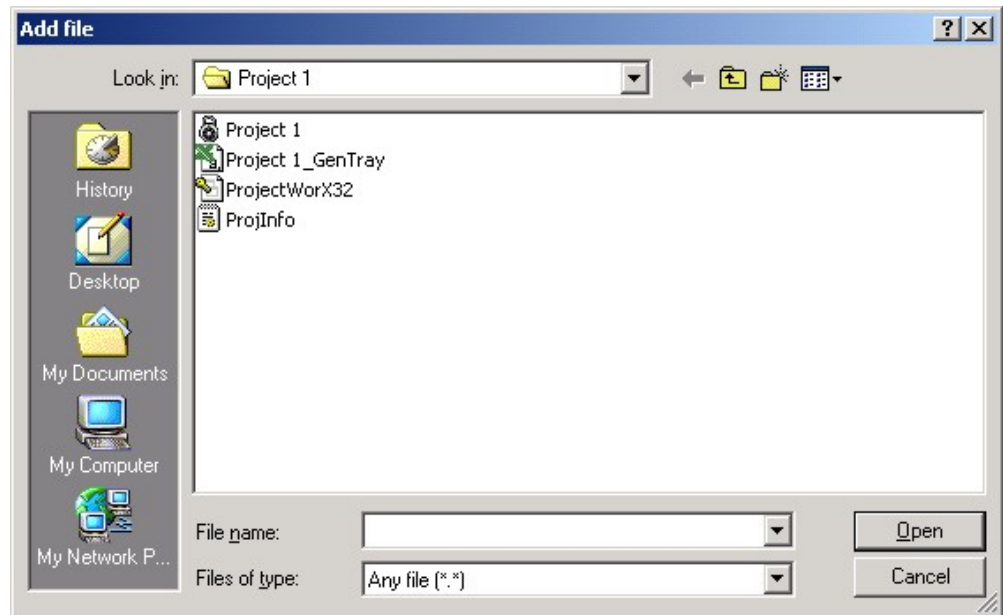 Add file
Look in: Project 1
History
Desktop
My Documents
My Computer
My Network P...
Project 1
Project 1_GenTray
ProjectWorX32
ProjInfo
File name:
Open
Files of type: Any file (*.*)
Cancel